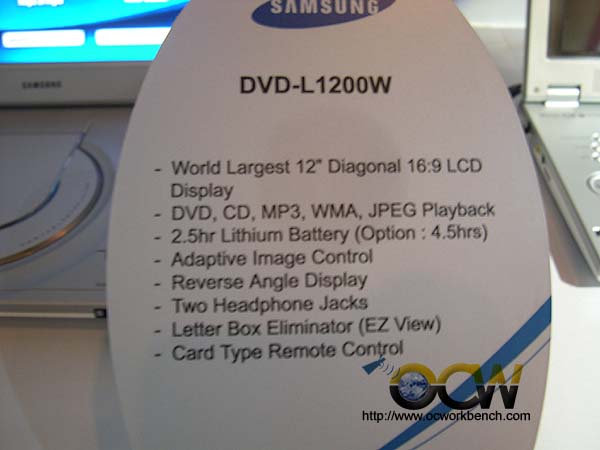 SAMSUNG
SAMSUNG
DVD-L1200W
- World Largest 12" Diagonal 16:9 LCD
Display
- DVD, CD, MP3, WMA, JPEG Playback
- 2.5hr Lithium Battery (Option : 4.5hrs)
- Adaptive Image Control
- Reverse Angle Display
- Two Headphone Jacks
- Letter Box Eliminator (EZ View)
- Card Type Remote Control
OCW
http://www.ocworkbench.com